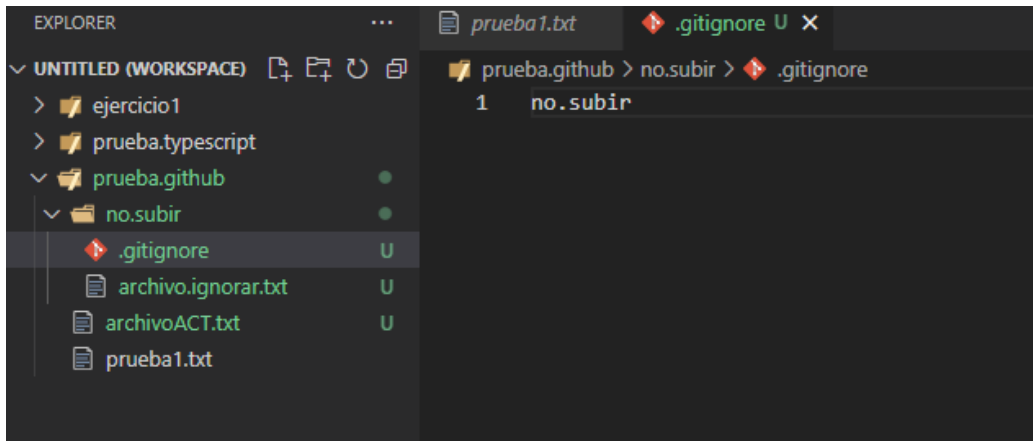 EXPLORER ···
UNTITLED (WORKSPACE)
ejercicio1
prueba.typescript
prueba.github
no.subir
.gitignore U
archivo.ignorar.txt U
archivoACT.txt U
prueba1.txt
prueba1.txt .gitignore U
prueba.github > no.subir > .gitignore
1 no.subir